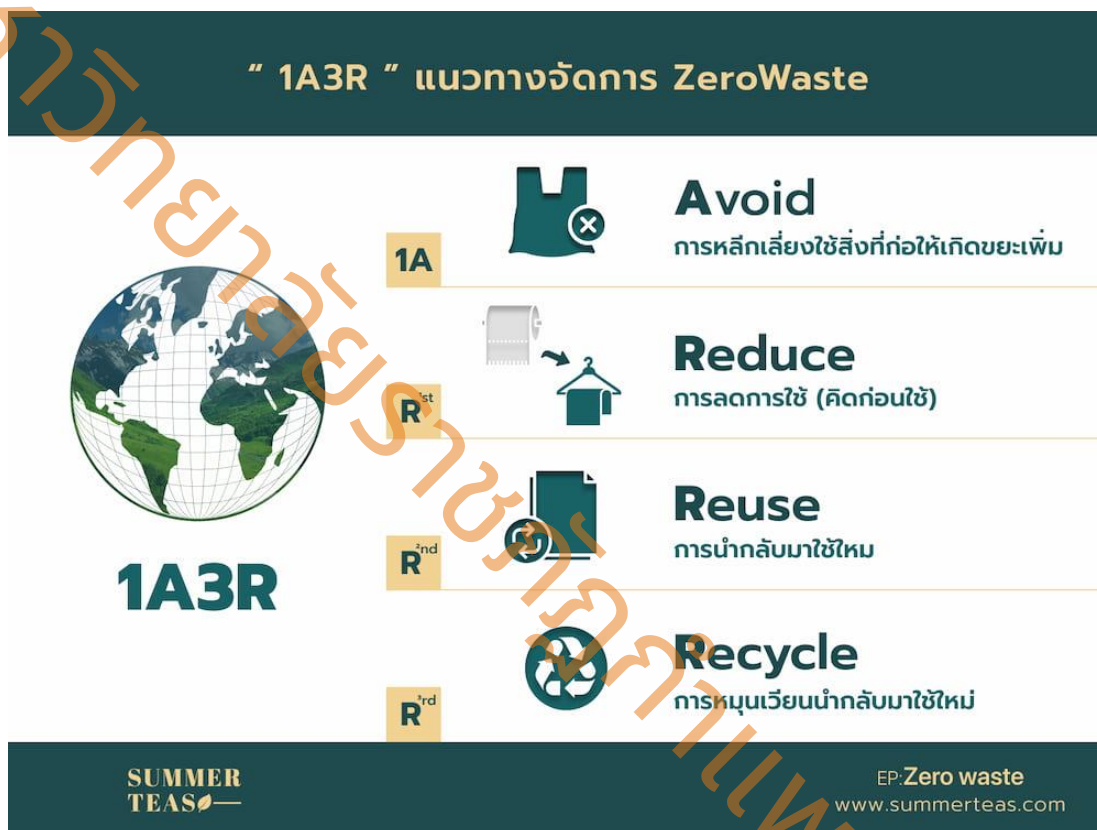 “ 1A3R ” แนวทางจัดการ ZeroWaste
1A
Avoid
การหลีกเลี่ยงใช้สิ่งที่ก่อให้เกิดขยะเพิ่ม
R 1st
Reduce
การลดการใช้ (คิดก่อนใช้)
R 2nd
Reuse
การนำกลับมาใช้ใหม
1A3R
R 3rd
Recycle
การหมุนเวียนนำกลับมาใช้ใหม่
SUMMER
TEAS
EP:Zero waste
www.summerteas.com